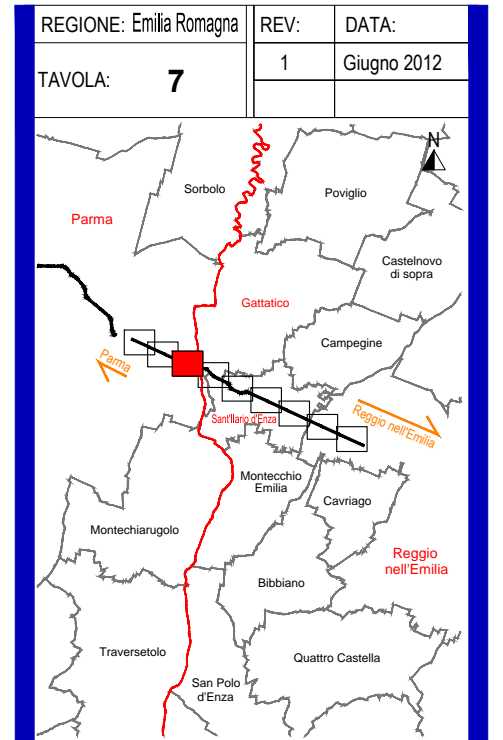 REGIONE: Emilia Romagna
REV:
DATA:
TAVOLA: 7
1
Giugno 2012
N
Sorbolo
Poviglio
Parma
Castelnovo
di sopra
Gattatico
Campegine
Parma
Reggio nell'Emilia
Sant'Ilario d'Enza
Montecchio
Emilia
Cavriago
Montechiarugolo
Reggio
nell'Emilia
Bibbiano
Traversetolo
Quattro Castella
San Polo
d'Enza